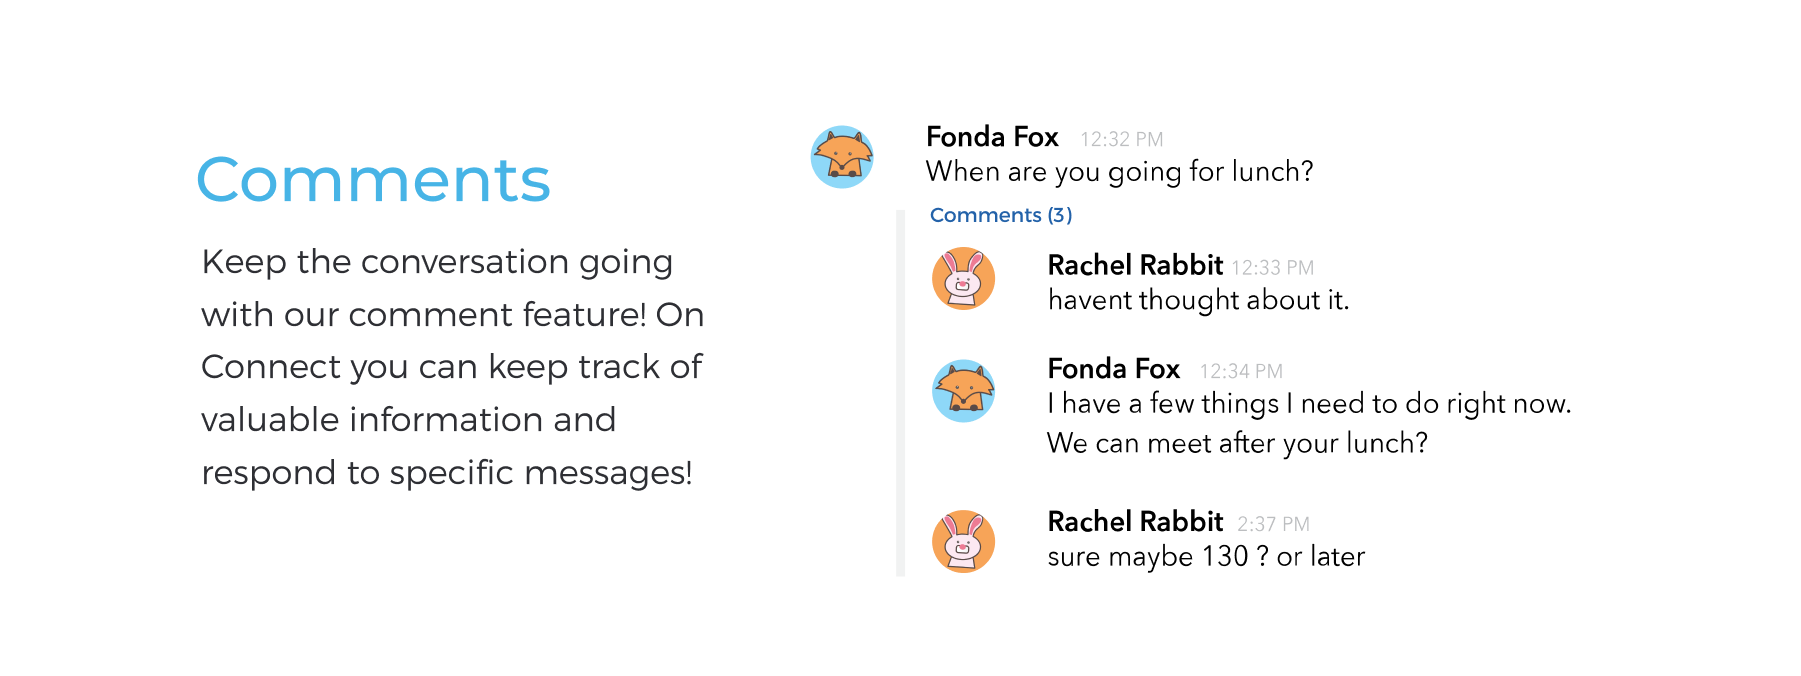 Comments
Keep the conversation going
with our comment feature! On
Connect you can keep track of
valuable information and
respond to specific messages!
Fonda Fox 12:32 PM
When are you going for lunch?
Comments (3)
Rachel Rabbit 12:33 PM
havent thought about it.
Fonda Fox 12:34 PM
I have a few things I need to do right now.
We can meet after your lunch?
Rachel Rabbit 2:37 PM
sure maybe 130 ? or later